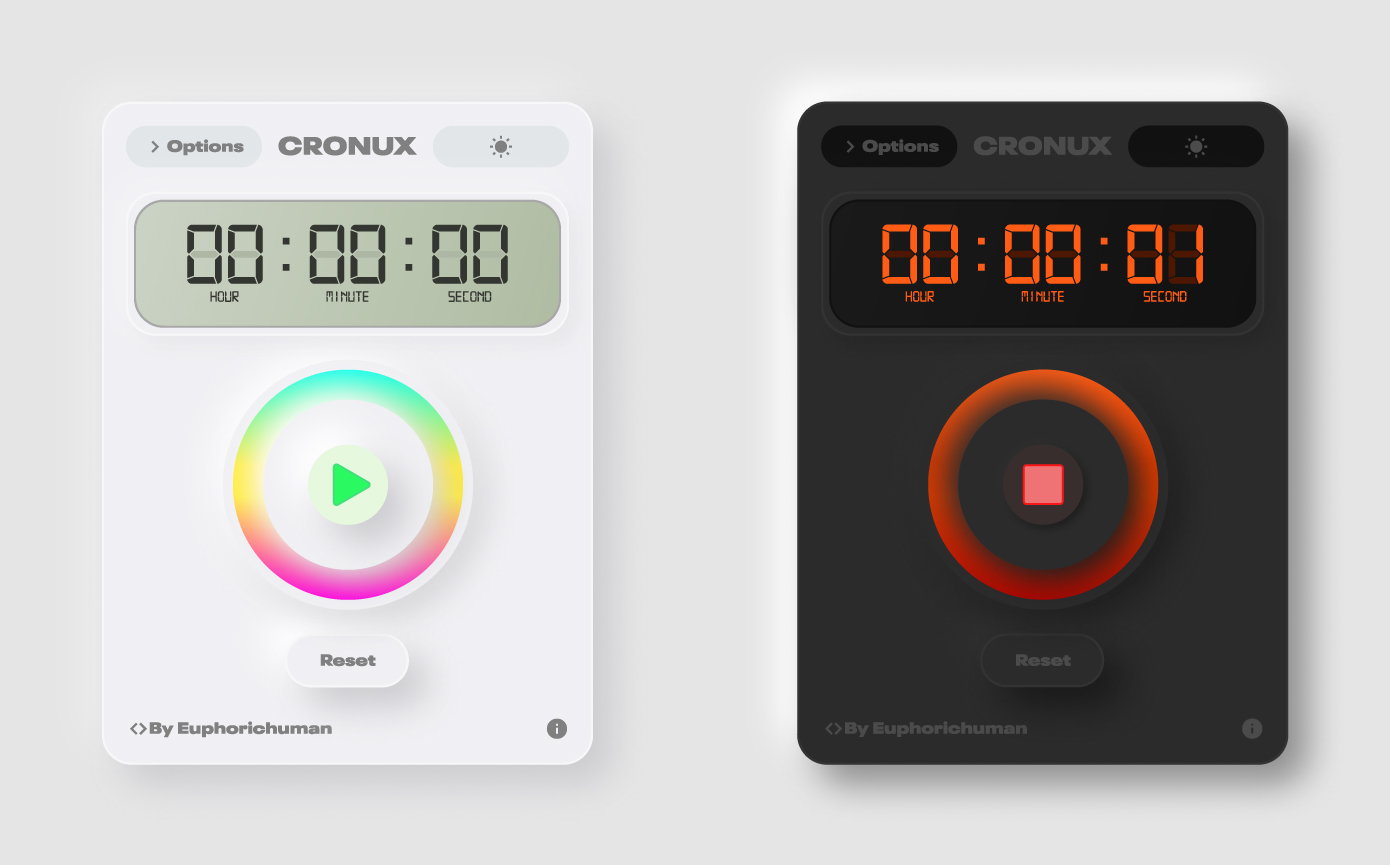 Options CRONUX
00:00:00
HOUR MINUTE SECOND
Reset
<>By Euphorichuman
Options CRONUX
00:00:01
HOUR MINUTE SECOND
Reset
<>By Euphorichuman